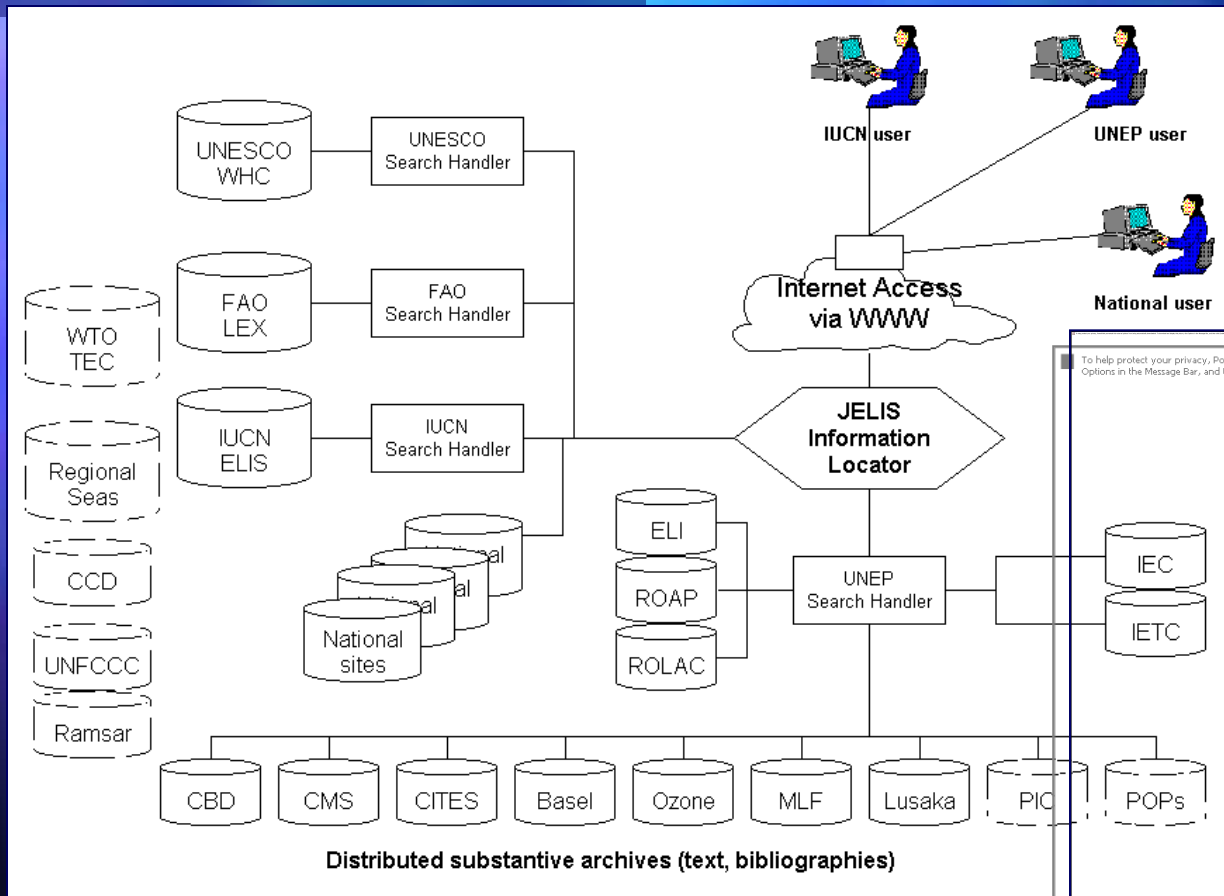 IUCN user
UNEP user
National user
UNESCO
WHC
UNESCO
Search Handler
FAO
LEX
FAO
Search Handler
IUCN
ELIS
IUCN
Search Handler
WTO
TEC
Regional
Seas
CCD
UNFCCC
Ramsar
Internet Access
via WWW
To help protect your privacy, Po
Options in the Message Bar, and
JELIS
Information
Locator
National
sites
ELI
ROAP
ROLAC
UNEP
Search Handler
IEC
IETC
CBD
CMS
CITES
Basel
Ozone
MLF
Lusaka
PIC
POPs
Distributed substantive archives (text, bibliographies)